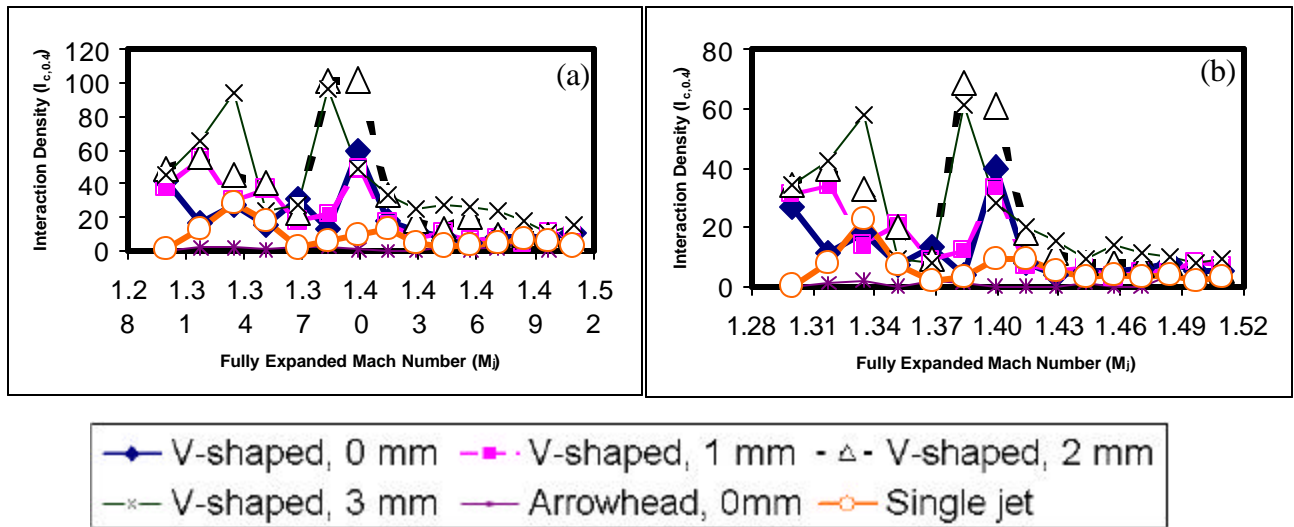 (a)
Interaction Density (Ic,0.4)
120
100
80
60
40
20
0
1.2 1.3 1.3 1.3 1.4 1.4 1.4 1.4 1.5
8 1 4 7 0 3 6 9 2
Fully Expanded Mach Number (Mj)
(b)
Interaction Density (Ic,0.4)
80
60
40
20
0
1.28 1.31 1.34 1.37 1.40 1.43 1.46 1.49 1.52
Fully Expanded Mach Number (Mj)
V-shaped, 0 mm V-shaped, 1 mm V-shaped, 2 mm
V-shaped, 3 mm Arrowhead, 0mm Single jet